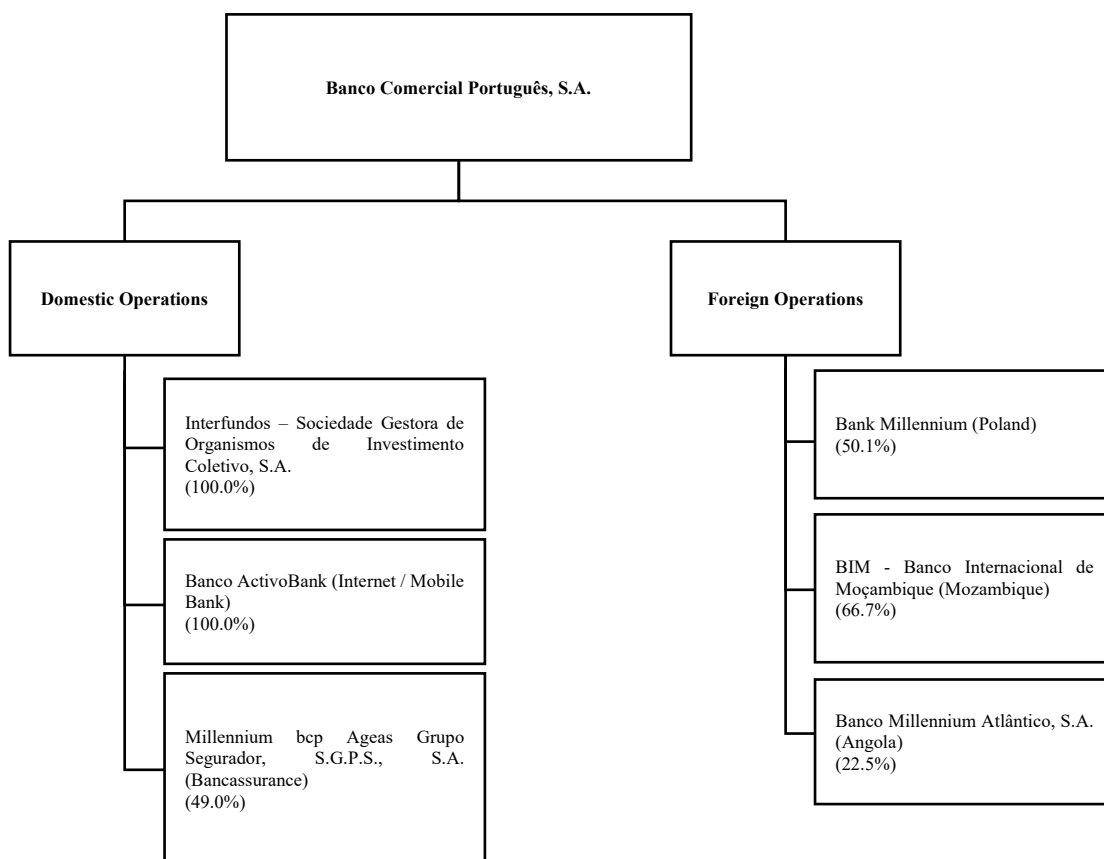 Banco Comercial Português, S.A.
Domestic Operations
Foreign Operations
Interfundos – Sociedade Gestora de
Organismos de Investimento
Coletivo, S.A.
(100.0%)
Banco ActivoBank (Internet / Mobile
Bank)
(100.0%)
Millennium bcp Ageas Grupo
Segurador, S.G.P.S., S.A.
(Bancassurance)
(49.0%)
Bank Millennium (Poland)
(50.1%)
BIM - Banco Internacional de
Moçambique (Mozambique)
(66.7%)
Banco Millennium Atlântico, S.A.
(Angola)
(22.5%)